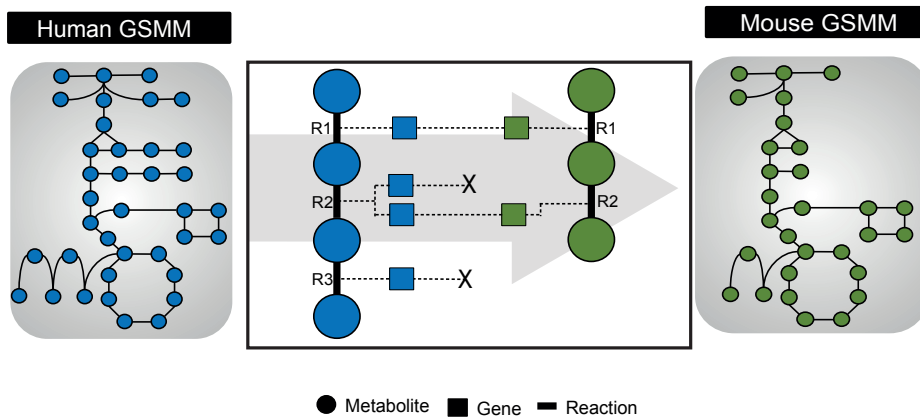 Human GSMM
Mouse GSMM
R1
R1
X
R2
R2
X
R3
Metabolite
Gene
Reaction